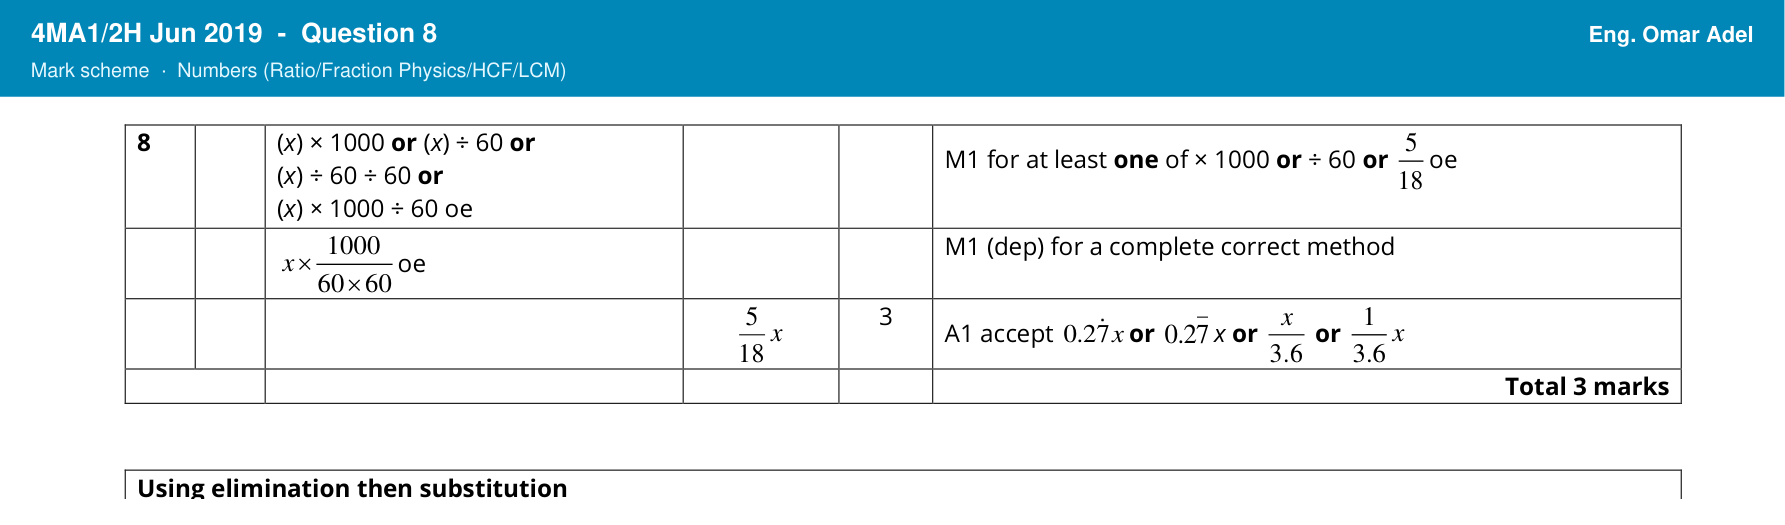 4MA1/2H Jun 2019 - Question 8
Eng. Omar Adel
Mark scheme · Numbers (Ratio/Fraction Physics/HCF/LCM)
8
(x) × 1000 or (x) ÷ 60 or
(x) ÷ 60 ÷ 60 or
(x) × 1000 ÷ 60 oe
M1 for at least one of × 1000 or ÷ 60 or 5/18 oe
x × 1000/(60×60) oe
M1 (dep) for a complete correct method
5/18 x
3
A1 accept 0.27̇x or 0.27̅x or x/3.6 or 1/3.6 x
Total 3 marks
Using elimination then substitution